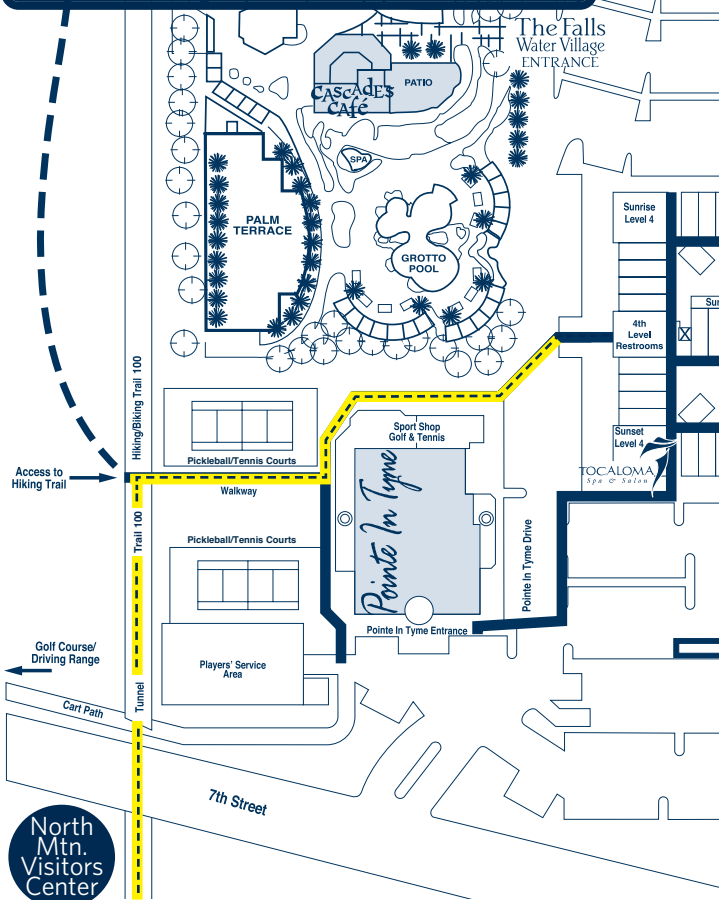 The Falls
Water Village
ENTRANCE
CASCADES
CAFé
PATIO
SPA
PALM
TERRACE
GROTTO
POOL
Sunrise
Level 4
4th
Level
Restrooms
Sunset
Level 4
TOCALOMA
Spa & Salon
Hiking/Biking Trail 100
Sport Shop
Golf & Tennis
Pickleball/Tennis Courts
Access to
Hiking Trail
Walkway
Trail 100
Pickleball/Tennis Courts
Pointe In Tyme
Pointe In Tyme Drive
Pointe In Tyme Entrance
Golf Course/
Driving Range
Players' Service
Area
Tunnel
Cart Path
7th Street
North
Mtn.
Visitors
Center